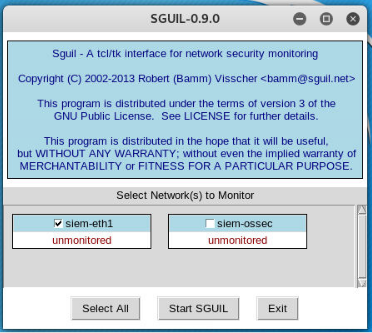 SGUIL-0.9.0
Sguil - A tcl/tk interface for network security monitoring
Copyright (C) 2002-2013 Robert (Bamm) Visscher <bamm@sguil.net>
This program is distributed under the terms of version 3 of the
GNU Public License.  See LICENSE for further details.
This program is distributed in the hope that it will be useful,
but WITHOUT ANY WARRANTY; without even the implied warranty of
MERCHANTABILITY or FITNESS FOR A PARTICULAR PURPOSE.
Select Network(s) to Monitor
siem-eth1 siem-ossec
unmonitored unmonitored
Select All Start SGUIL Exit